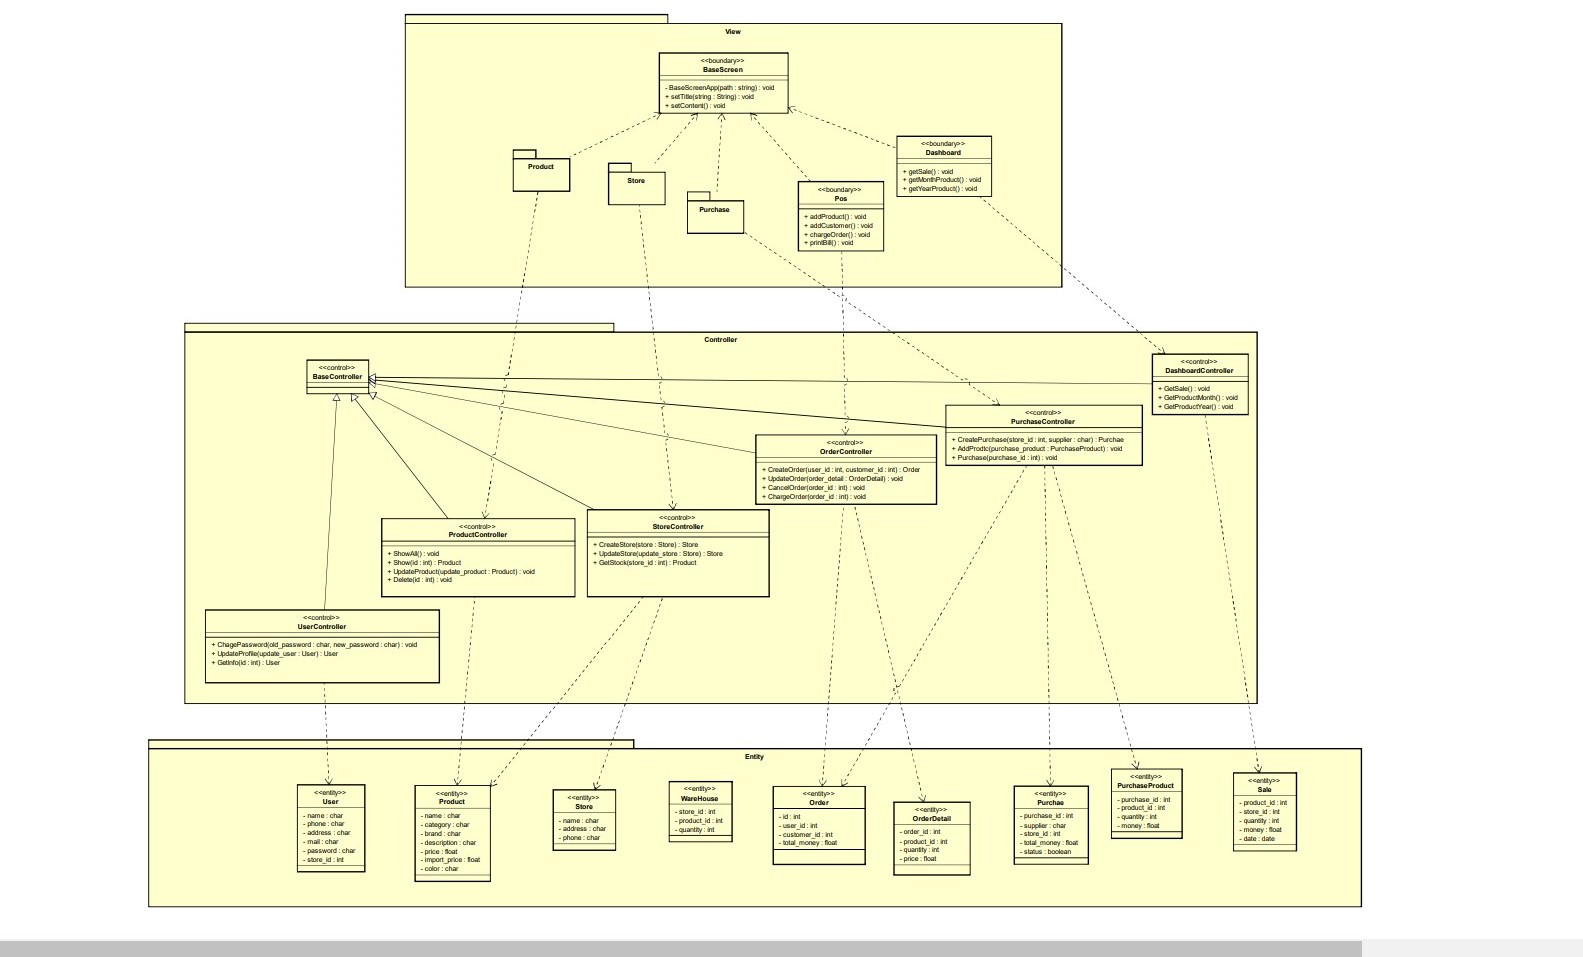 View
<<boundary>>
BaseScreen
- BaseScreenApp(path : string) : void
+ setTitle(string : String) : void
+ setContent() : void
Product
Store
Purchase
<<boundary>>
Pos
+ addProduct() : void
+ addCustomer() : void
+ chargeOrder() : void
+ printBill() : void
<<boundary>>
Dashboard
+ getSale() : void
+ getMonthProduct() : void
+ getYearProduct() : void
Controller
<<control>>
BaseController
<<control>>
DashboardController
+ GetSale() : void
+ GetProductMonth() : void
+ GetProductYear() : void
<<control>>
PurchaseController
+ CreatePurchase(store_id : int, supplier : char) : Purchae
+ AddProdtc(purchase_product : PurchaseProduct) : void
+ Purchase(purchase_id : int) : void
<<control>>
OrderController
+ CreateOrder(user_id : int, customer_id : int) : Order
+ UpdateOrder(order_detail : OrderDetail) : void
+ CancelOrder(order_id : int) : void
+ ChargeOrder(order_id : int) : void
<<control>>
StoreController
+ CreateStore(store : Store) : Store
+ UpdateStore(update_store : Store) : Store
+ GetStock(store_id : int) : Product
<<control>>
ProductController
+ ShowAll() : void
+ Show(id : int) : Product
+ UpdateProduct(update_product : Product) : void
+ Delete(id : int) : void
<<control>>
UserController
+ ChagePassword(old_password : char, new_password : char) : void
+ UpdateProfile(update_user : User) : User
+ GetInfo(id : int) : User
Entity
<<entity>>
User
- name : char
- phone : char
- address : char
- mail : char
- password : char
- store_id : int
<<entity>>
Product
- name : char
- category : char
- brand : char
- description : char
- price : float
- import_price : float
- color : char
<<entity>>
Store
- name : char
- address : char
- phone : char
<<entity>>
WareHouse
- store_id : int
- product_id : int
- quantity : int
<<entity>>
Order
- id : int
- user_id : int
- customer_id : int
- total_money : float
<<entity>>
OrderDetail
- order_id : int
- product_id : int
- quantity : int
- price : float
<<entity>>
Purchae
- purchase_id : int
- supplier : char
- store_id : int
- total_money : float
- status : boolean
<<entity>>
PurchaseProduct
- purchase_id : int
- product_id : int
- quantity : int
- money : float
<<entity>>
Sale
- product_id : int
- store_id : int
- quantity : int
- money : float
- date : date